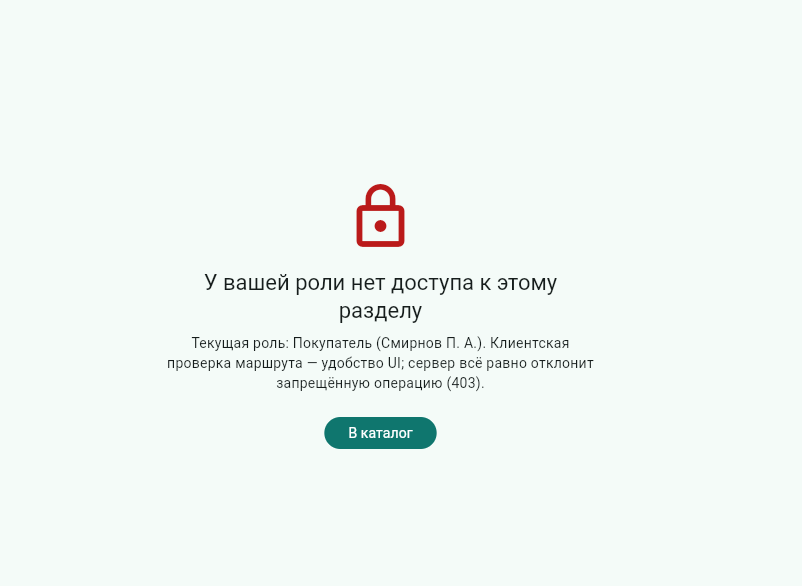 У вашей роли нет доступа к этому
разделу
Текущая роль: Покупатель (Смирнов П. А.). Клиентская
проверка маршрута — удобство UI; сервер всё равно отклонит
запрещённую операцию (403).
В каталог